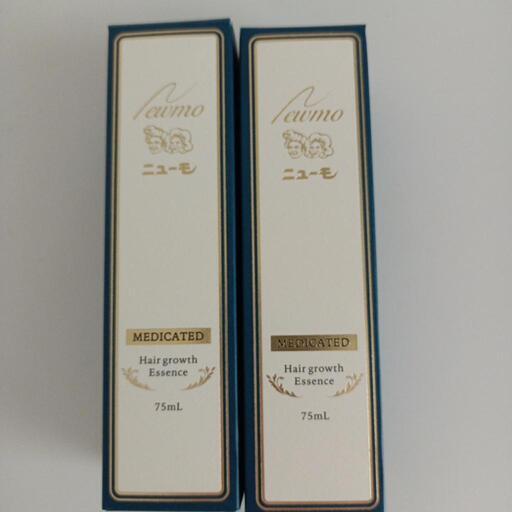 Newmo
ニューモ
MEDICATED
Hair growth
Essence
75mL
Newmo
ニューモ
MEDICATED
Hair growth
Essence
75mL